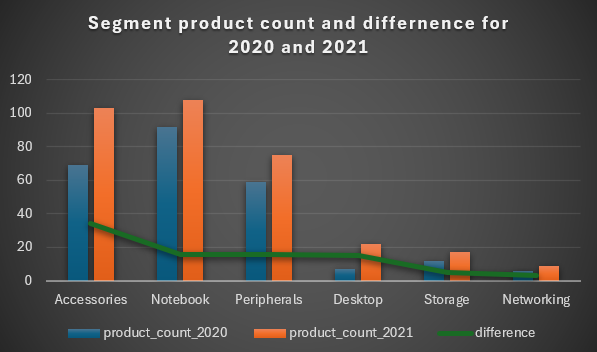 Segment product count and differnence for
2020 and 2021
120
100
80
60
40
20
0
Accessories Notebook Peripherals Desktop Storage Networking
product_count_2020 product_count_2021 difference